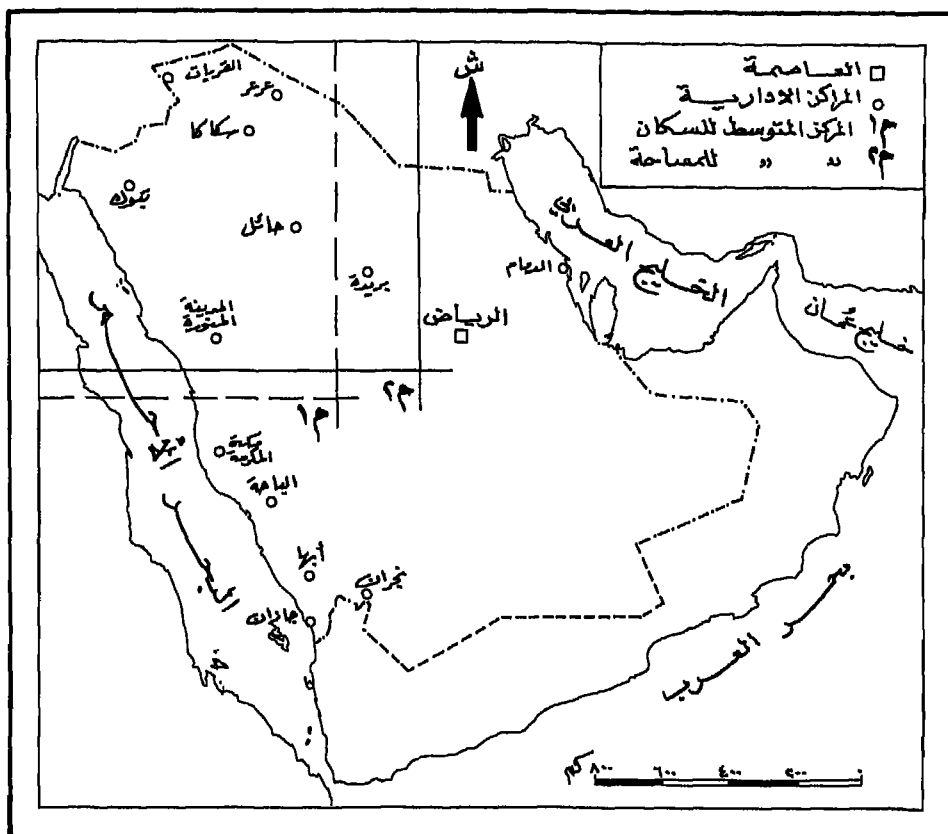 العاصمة
المراكز الادارية
م١ المركز المتوسط للسكان
م٢ " " للمساحة
ش
القريات
عرعر
سكاكا
تبوك
حائل
بريدة
المدينة
المنورة
الرياض
الدمام
الخليج العربي
خليج عمان
م١
م٢
مكة
المكرمة
الباحة
أبها
نجران
جازان
البحر الأحمر
بحر العرب
٨٠٠ كم ٦٠٠ ٤٠٠ ٢٠٠ ٠